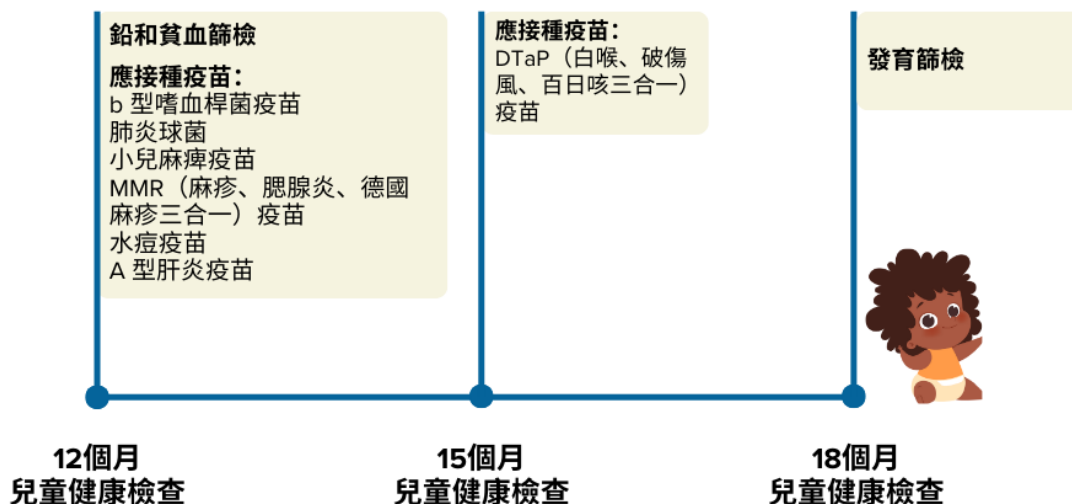 鉛和貧血篩檢
應接種疫苗：
b 型嗜血桿菌疫苗
肺炎球菌
小兒麻痺疫苗
MMR（麻疹、腮腺炎、德國
麻疹三合一）疫苗
水痘疫苗
A 型肝炎疫苗
應接種疫苗：
DTaP（白喉、破傷
風、百日咳三合一）
疫苗
發育篩檢
12個月
兒童健康檢查
15個月
兒童健康檢查
18個月
兒童健康檢查